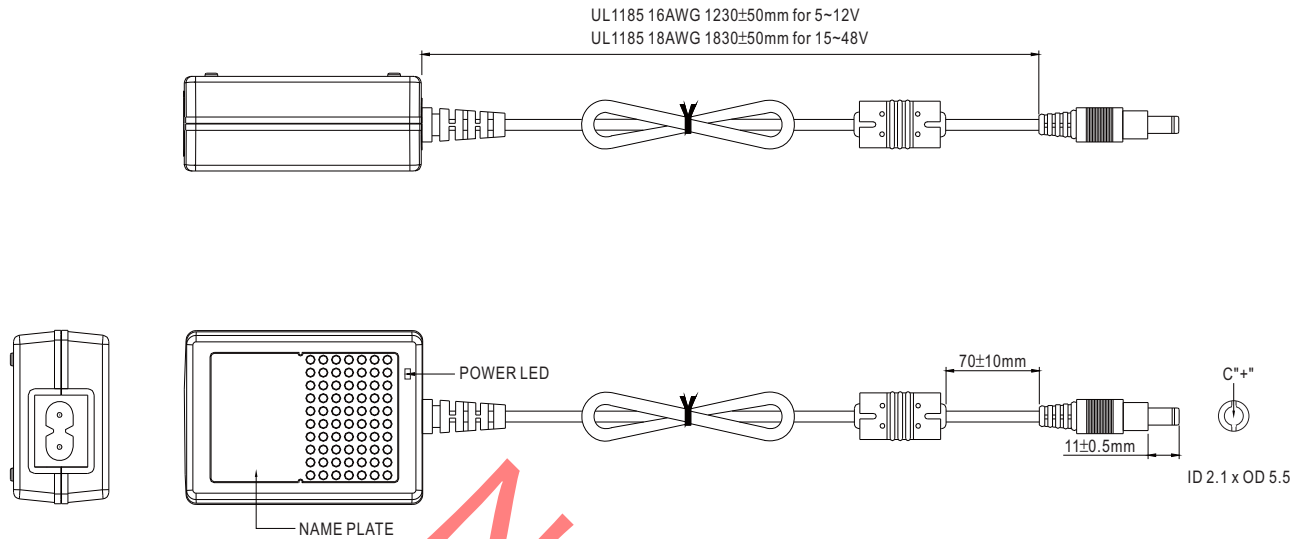 UL1185 16AWG 1230±50mm for 5~12V
UL1185 18AWG 1830±50mm for 15~48V
POWER LED
70±10mm
C"+"
11±0.5mm
ID 2.1 x OD 5.5
NAME PLATE